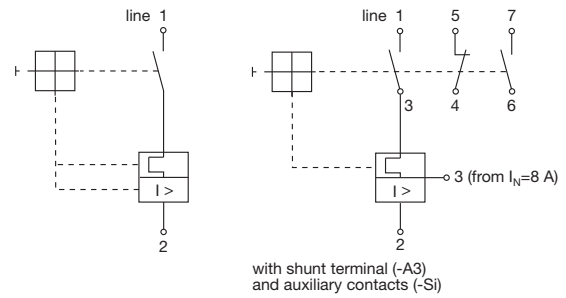 line 1
I >
2
line 1 5 7
3 4 6
I >
3 (from I_N=8 A)
2
with shunt terminal (-A3)
and auxiliary contacts (-Si)